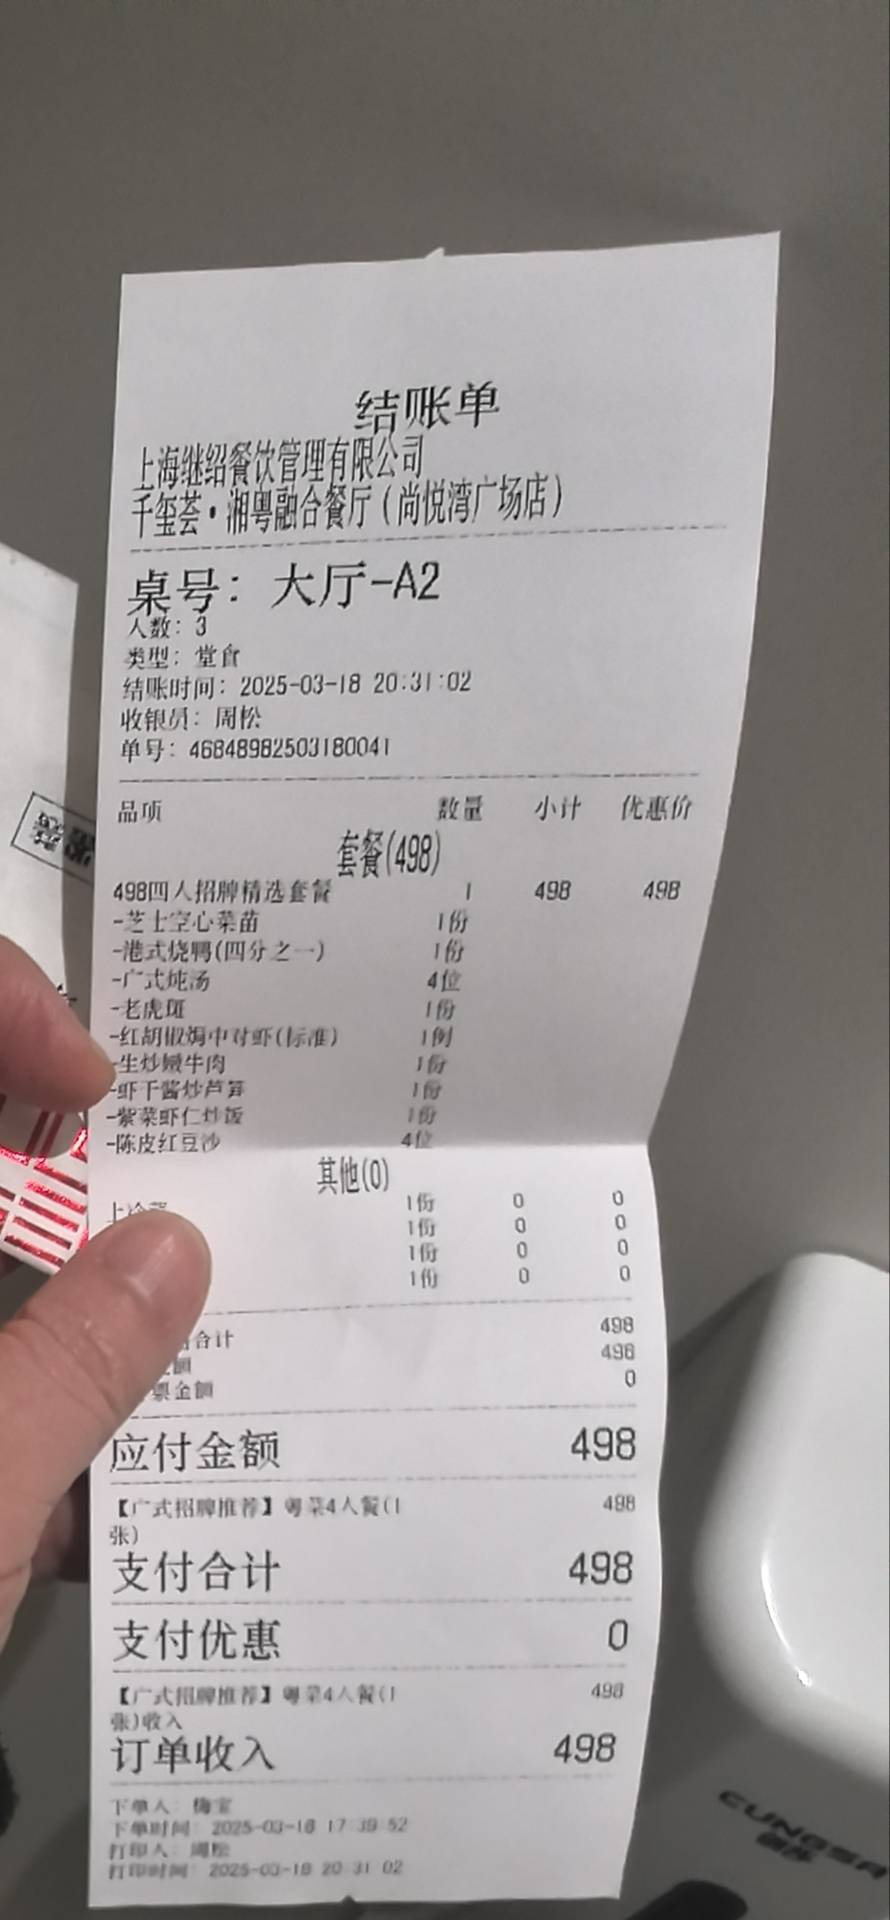 结账单
上海继绍餐饮管理有限公司
千玺荟·湘粤融合餐厅(尚悦湾广场店)
桌号: 大厅-A2
人数: 3
类型: 堂食
结账时间: 2025-03-18 20:31:02
收银员: 周松
单号: 46848982503180041
品项 数量 小计 优惠价
套餐(498)
498四人招牌精选套餐 1 498 498
-芝士空心菜苗 1份
-港式烧鸭(四分之一) 1份
-广式炖汤 4位
-老虎斑 1份
-红胡椒焗中对虾(标准) 1例
-生炒嫩牛肉 1份
-虾干酱炒芦笋 1份
-紫菜虾仁炒饭 1份
-陈皮红豆沙 4位
其他(0)
上冷菜 1份 0 0
1份 0 0
1份 0 0
1份 0 0
合计 498
498
票金额 0
应付金额 498
【广式招牌推荐】粤菜4人餐(1 498
张)
支付合计 498
支付优惠 0
【广式招牌推荐】粤菜4人餐(1 498
张)收入
订单收入 498
下单人: 梅宝
下单时间: 2025-03-18 17:39:52
打印人: 周松
打印时间: 2025-03-18 20:31:02
CUNGSA